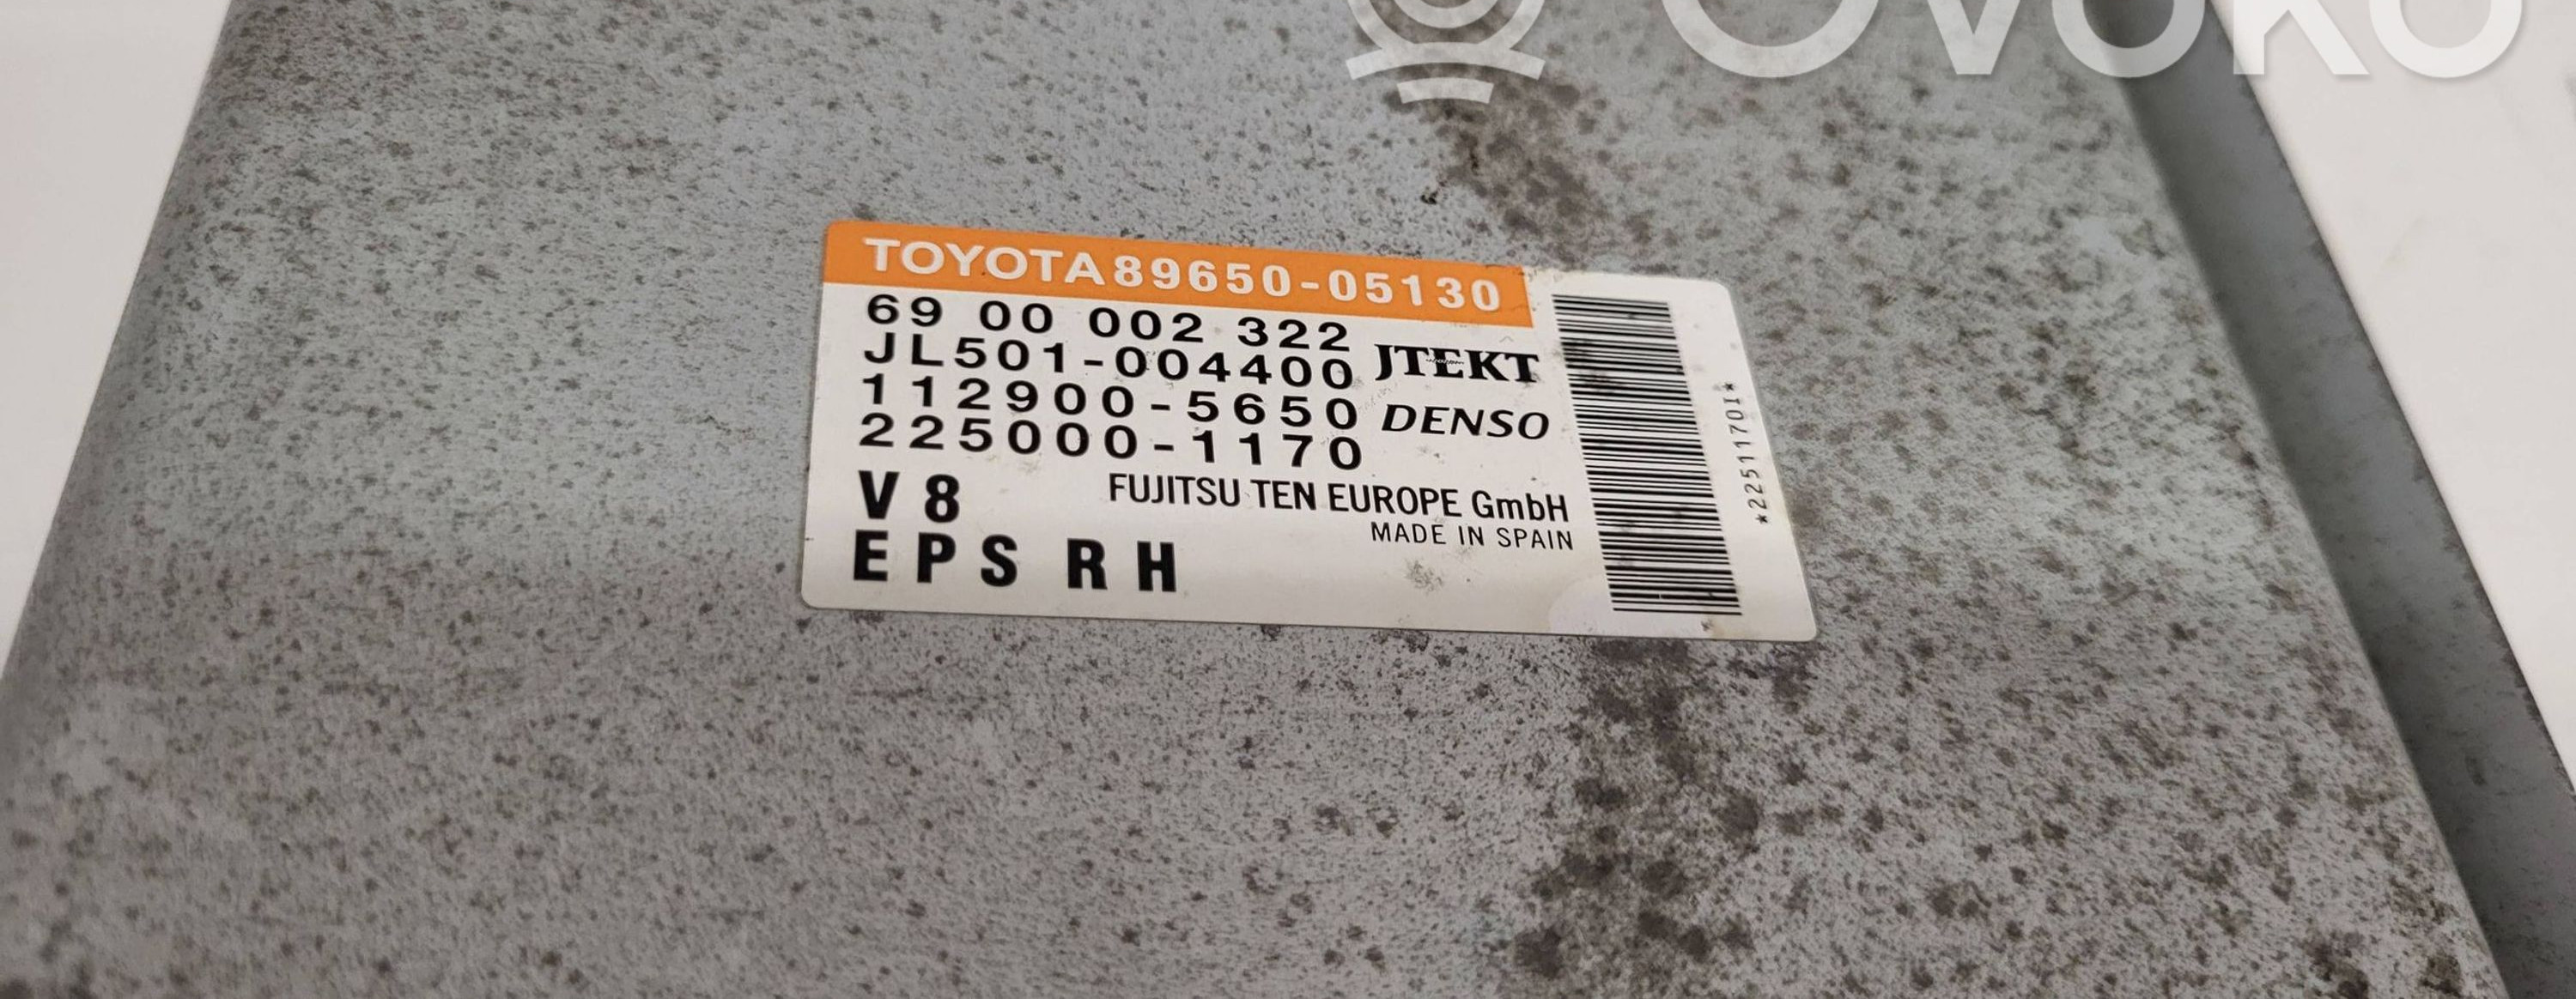 OVOKO
TOYOTA 89650-05130
69 00 002 322
JL501-004400 JTEKT
112900-5650 DENSO
225000-1170
V8 FUJITSU TEN EUROPE GmbH
MADE IN SPAIN
EPS RH
*22511701*